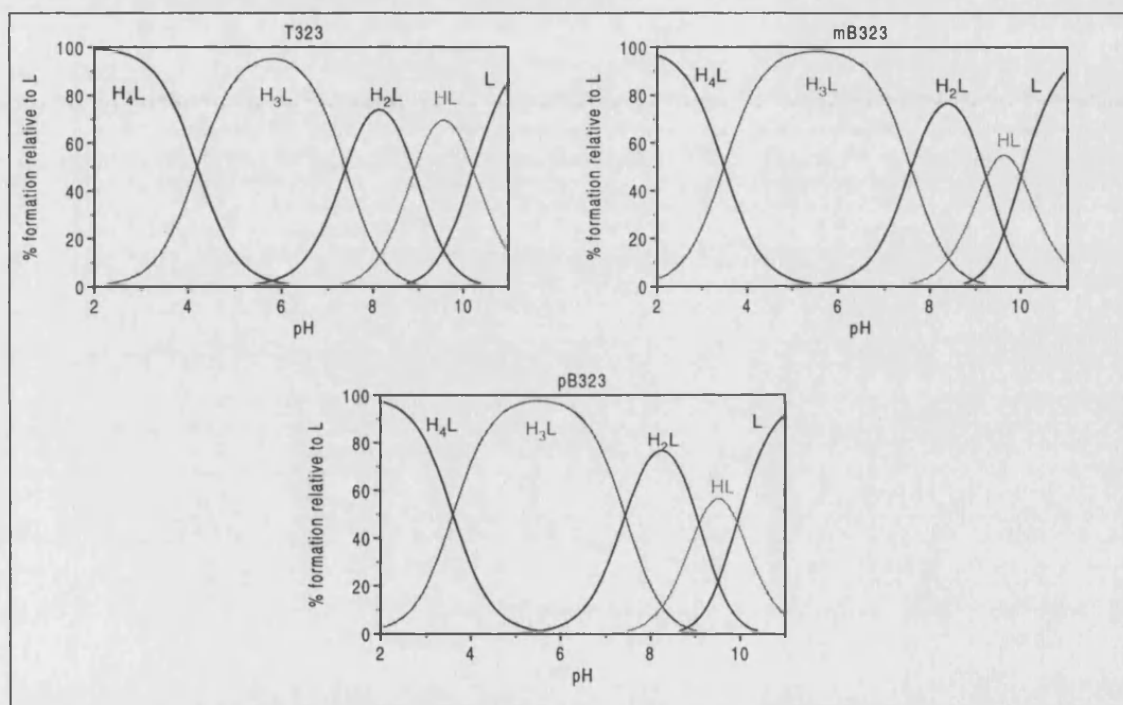 T323
100
80
60
40
20
0
% formation relative to L
H₄L
H₃L
H₂L
HL
L
2
4
6
8
10
pH
mB323
100
80
60
40
20
0
% formation relative to L
H₄L
H₃L
H₂L
HL
L
2
4
6
8
10
pH
pB323
100
80
60
40
20
0
% formation relative to L
H₄L
H₃L
H₂L
HL
L
2
4
6
8
10
pH